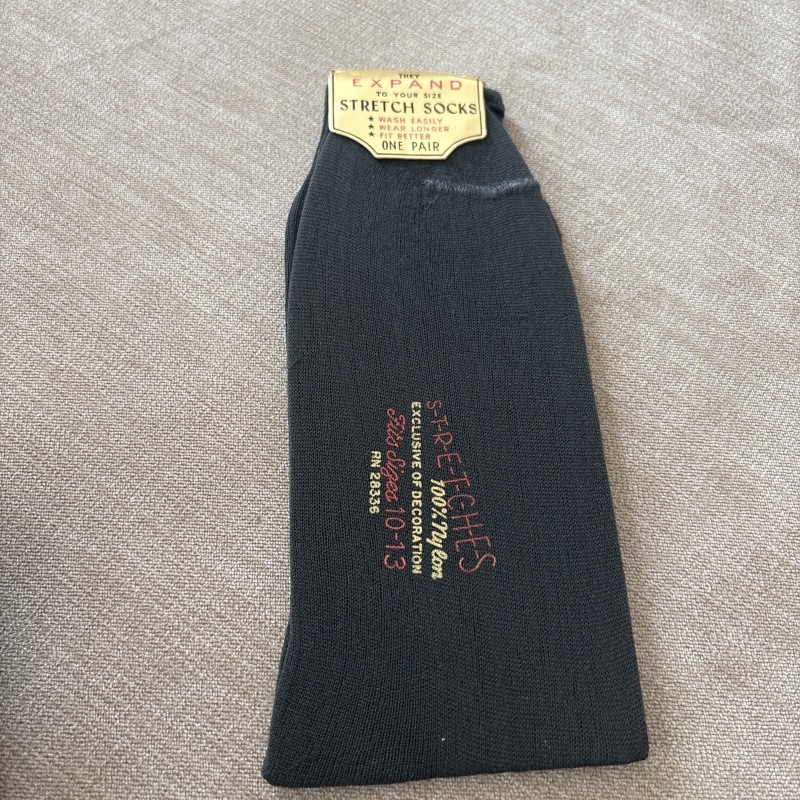 THEY
EXPAND
TO YOUR SIZE
STRETCH SOCKS
★ WASH EASILY
★ WEAR LONGER
★ FIT BETTER
ONE PAIR
S-T-R-E-T-C-H-E-S
100% Nylon
EXCLUSIVE OF DECORATION
Fits Sizes 10-13
RN 28336